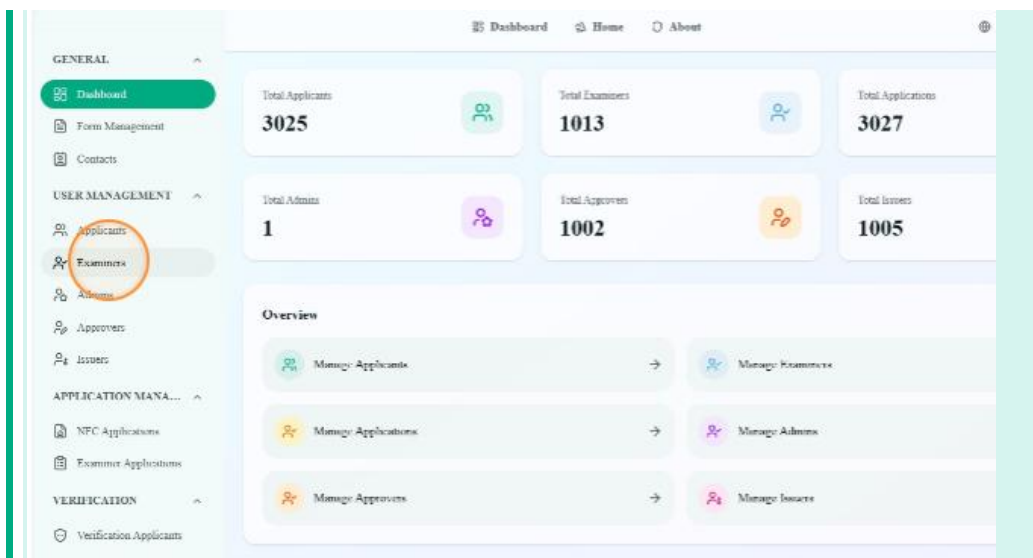 Dashboard Home About
GENERAL
Dashboard
Form Management
Contacts
USER MANAGEMENT
Applicants
Examiners
Admins
Approvers
Issuers
APPLICATION MANA...
NFC Applications
Examiner Applications
VERIFICATION
Verification Applicants
Total Applicants
3025
Total Examiners
1013
Total Applications
3027
Total Admins
1
Total Approvers
1002
Total Issuers
1005
Overview
Manage Applicants
Manage Examiners
Manage Applications
Manage Admins
Manage Approvers
Manage Issuers